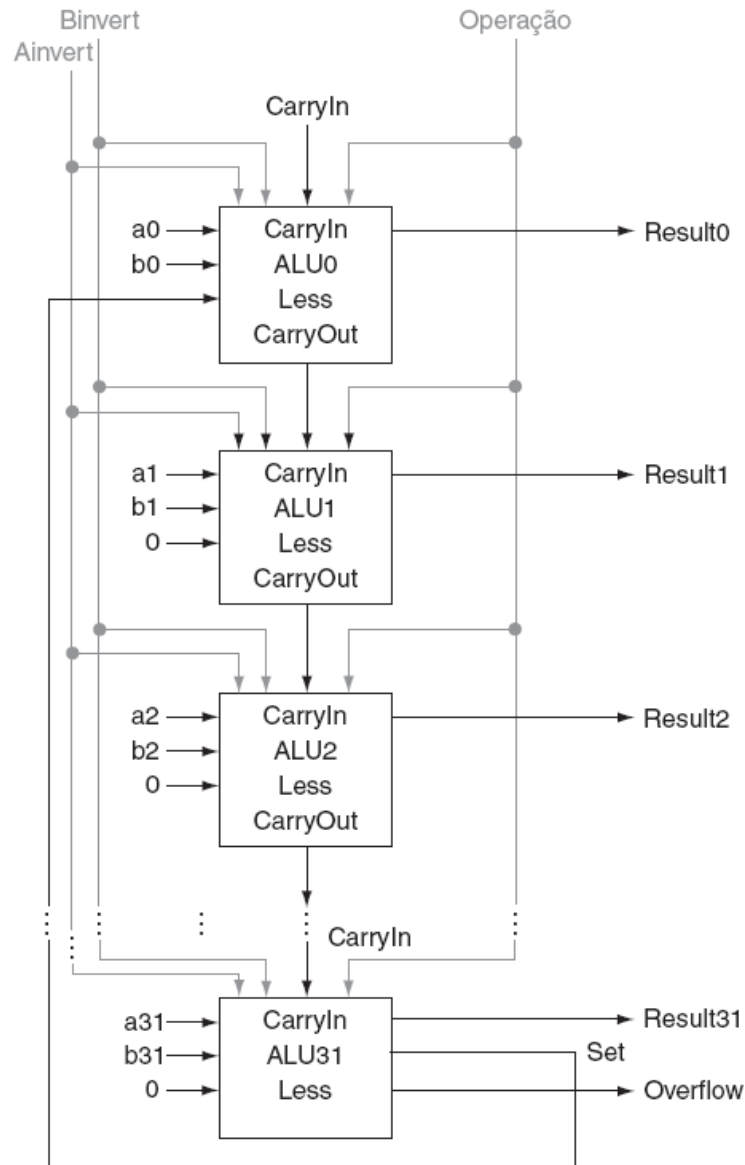 Binvert
Operação
Ainvert
CarryIn
a0
CarryIn
Result0
b0
ALU0
Less
CarryOut
a1
CarryIn
Result1
b1
ALU1
0
Less
CarryOut
a2
CarryIn
Result2
b2
ALU2
0
Less
CarryOut
CarryIn
a31
CarryIn
Result31
b31
ALU31
Set
0
Less
Overflow